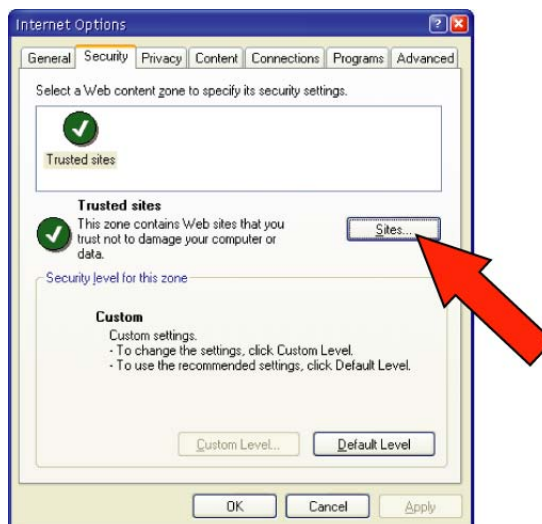 Internet Options
General Security Privacy Content Connections Programs Advanced
Select a Web content zone to specify its security settings.
Trusted sites
Trusted sites
This zone contains Web sites that you
trust not to damage your computer or
data.
Sites...
Security level for this zone
Custom
Custom settings.
- To change the settings, click Custom Level.
- To use the recommended settings, click Default Level.
Custom Level... Default Level
OK Cancel Apply